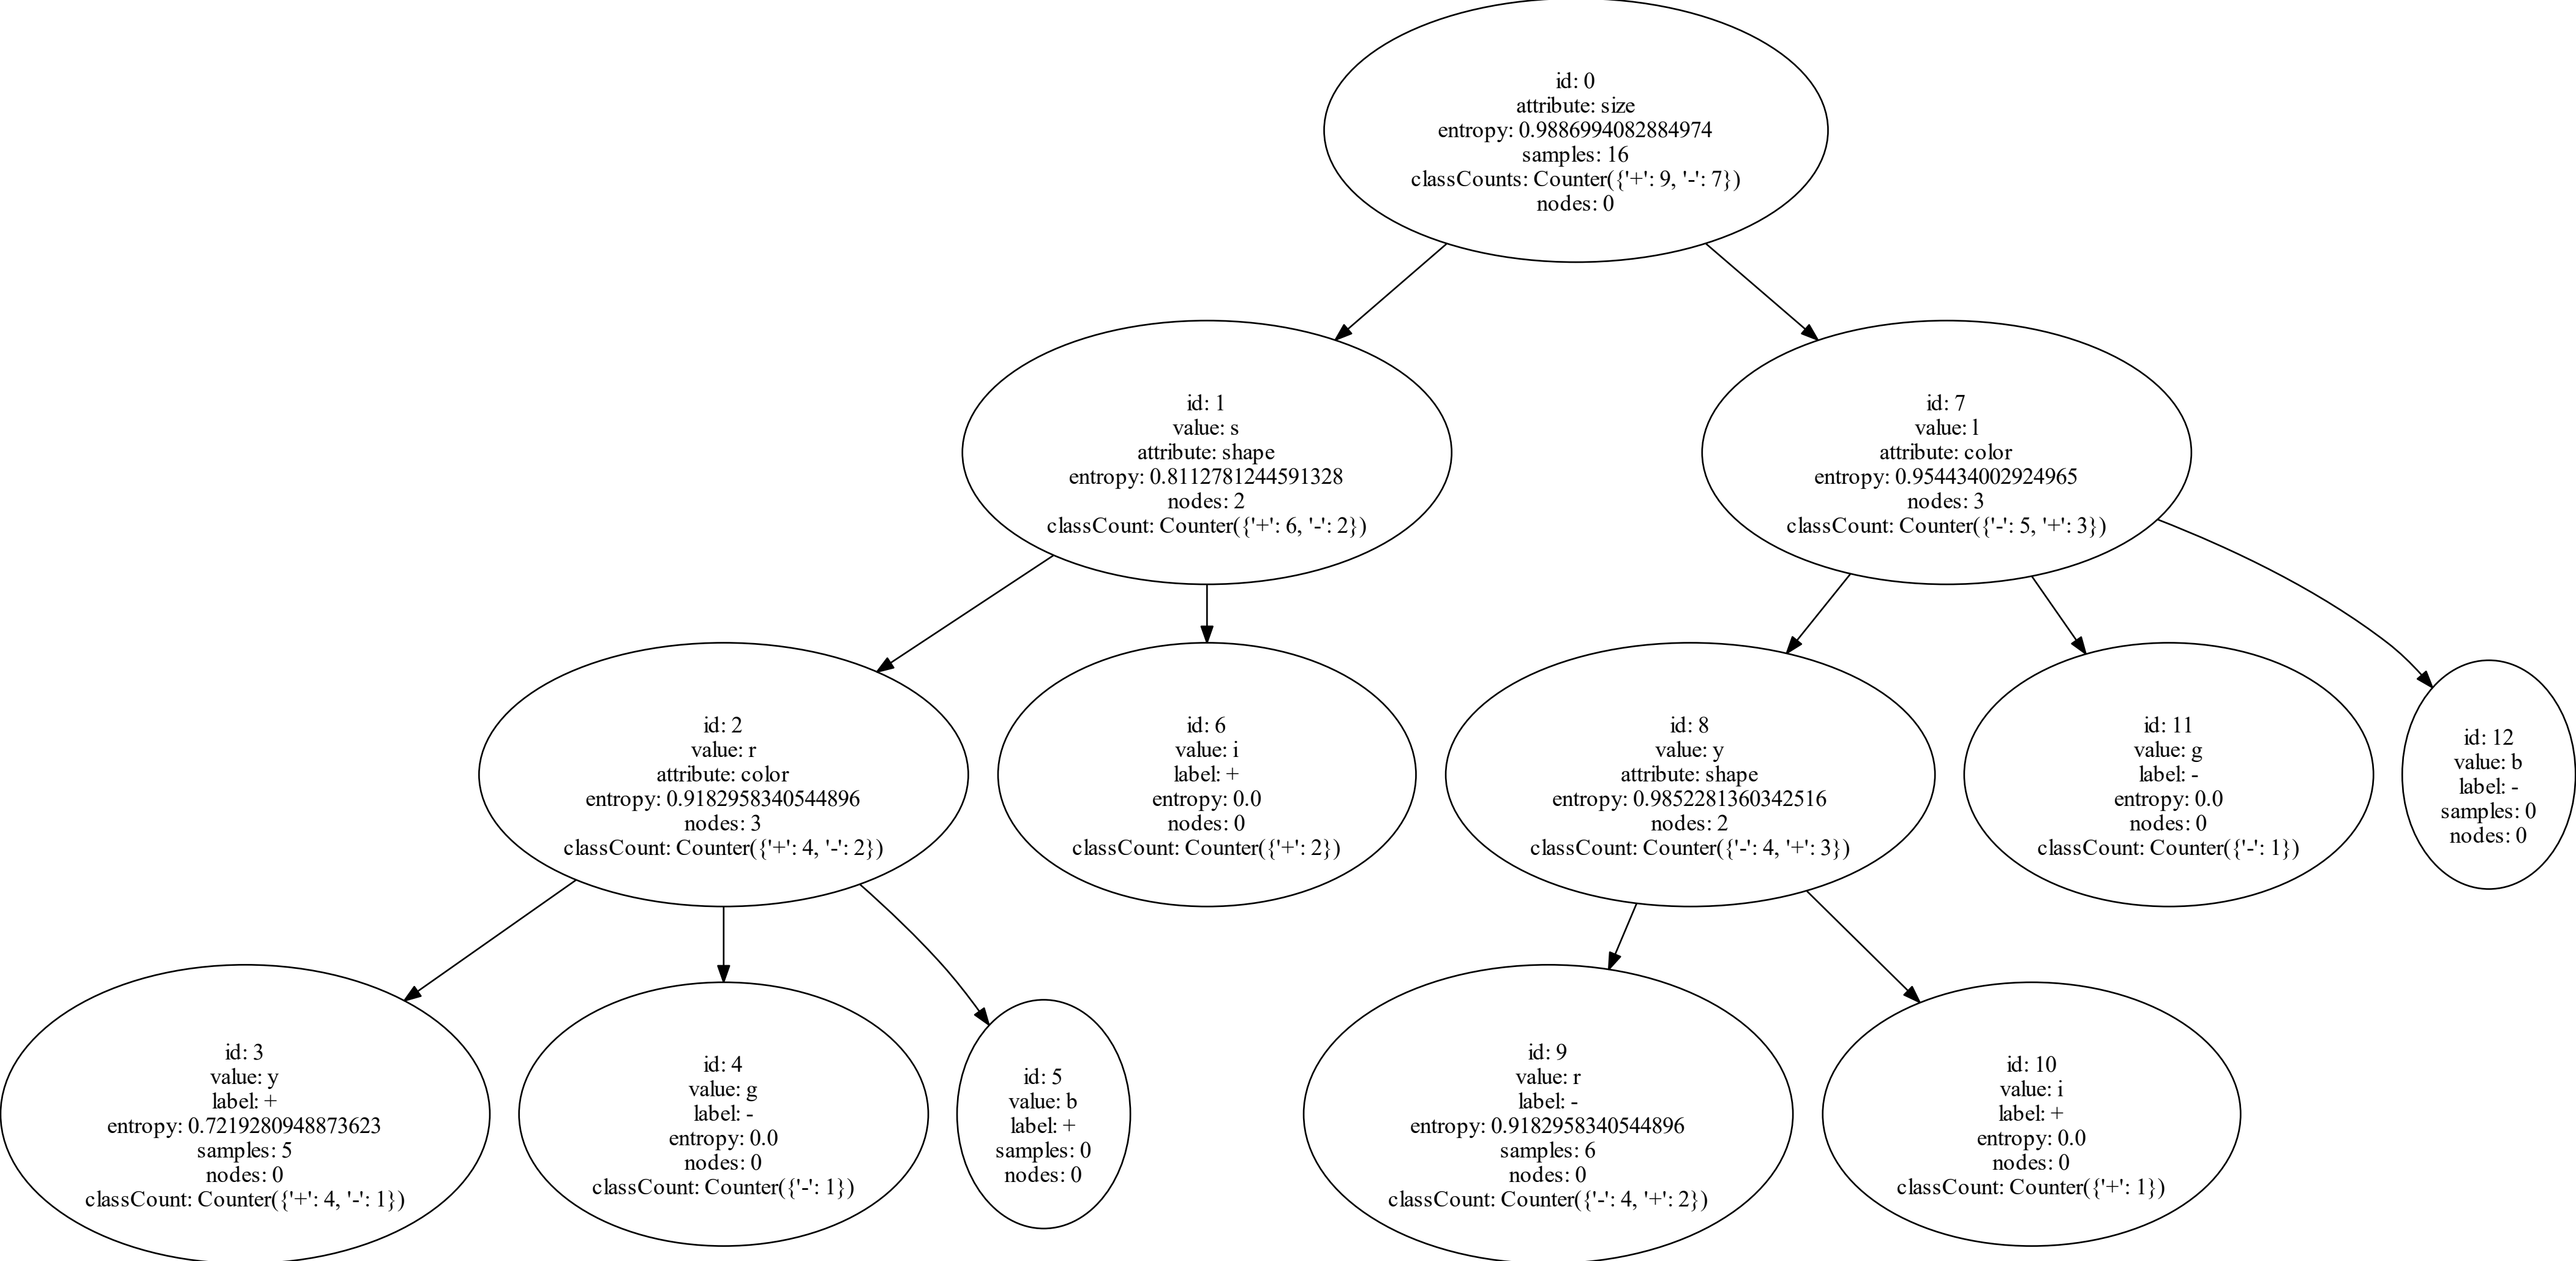 id: 0
attribute: size
entropy: 0.9886994082884974
samples: 16
classCounts: Counter({'+': 9, '-': 7})
nodes: 0
id: 1
value: s
attribute: shape
entropy: 0.8112781244591328
nodes: 2
classCount: Counter({'+': 6, '-': 2})
id: 7
value: l
attribute: color
entropy: 0.954434002924965
nodes: 3
classCount: Counter({'-': 5, '+': 3})
id: 2
value: r
attribute: color
entropy: 0.9182958340544896
nodes: 3
classCount: Counter({'+': 4, '-': 2})
id: 6
value: i
label: +
entropy: 0.0
nodes: 0
classCount: Counter({'+': 2})
id: 8
value: y
attribute: shape
entropy: 0.9852281360342516
nodes: 2
classCount: Counter({'-': 4, '+': 3})
id: 11
value: g
label: -
entropy: 0.0
nodes: 0
classCount: Counter({'-': 1})
id: 12
value: b
label: -
samples: 0
nodes: 0
id: 3
value: y
label: +
entropy: 0.7219280948873623
samples: 5
nodes: 0
classCount: Counter({'+': 4, '-': 1})
id: 4
value: g
label: -
entropy: 0.0
nodes: 0
classCount: Counter({'-': 1})
id: 5
value: b
label: +
samples: 0
nodes: 0
id: 9
value: r
label: -
entropy: 0.9182958340544896
samples: 6
nodes: 0
classCount: Counter({'-': 4, '+': 2})
id: 10
value: i
label: +
entropy: 0.0
nodes: 0
classCount: Counter({'+': 1})